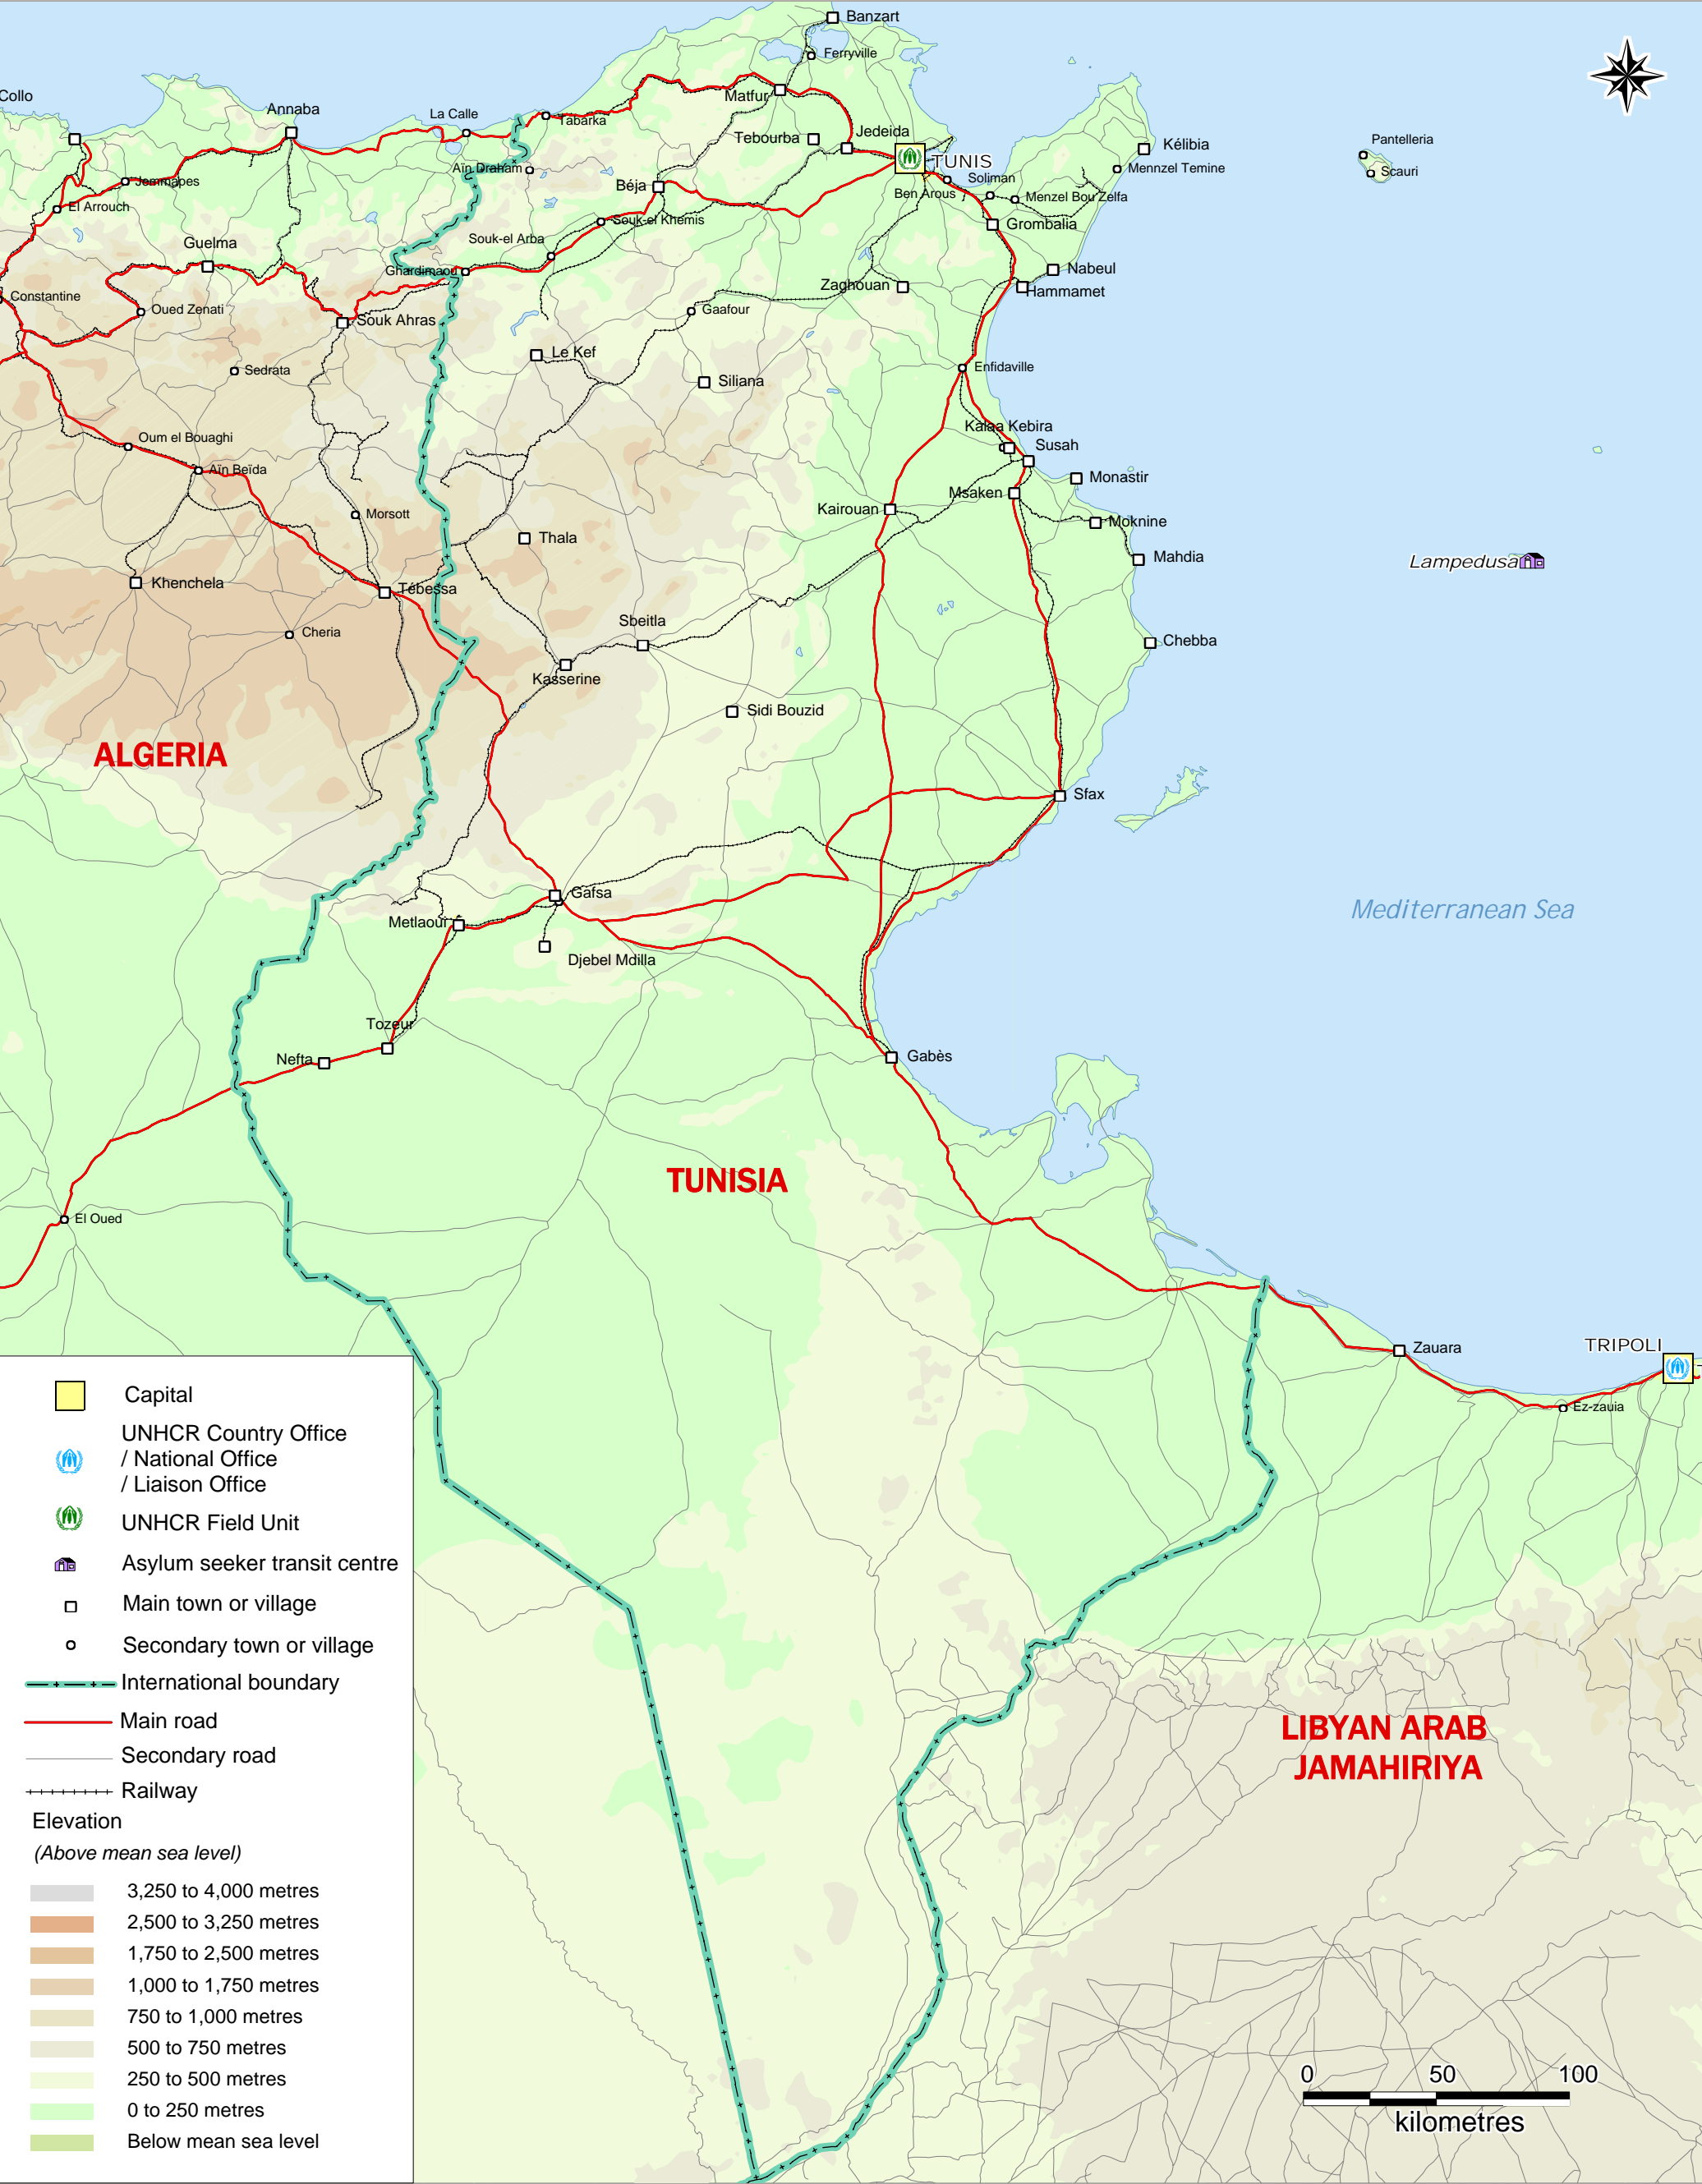 Banzart
Ferryville
Collo
Annaba
La Calle
Tabarka
Matfur
Tebourba
Jedeida
TUNIS
Kélibia
Mennzel Temine
Pantelleria
Scauri
Jemmapes
Aïn Draham
Béja
Ben Arous
Soliman
Menzel Bou Zelfa
El Arrouch
Souk-el Khemis
Grombalia
Guelma
Souk-el Arba
Ghardimaou
Nabeul
Zaghouan
Hammamet
Constantine
Oued Zenati
Souk Ahras
Gaafour
Le Kef
Sedrata
Siliana
Enfidaville
Oum el Bouaghi
Kalaa Kebira
Susah
Aïn Beïda
Monastir
Msaken
Morsott
Kairouan
Moknine
Thala
Mahdia
Lampedusa
Khenchela
Tébessa
Cheria
Sbeitla
Chebba
Kasserine
Sidi Bouzid
ALGERIA
Sfax
Gafsa
Metlaour
Mediterranean Sea
Djebel Mdilla
Tozeur
Nefta
Gabès
TUNISIA
El Oued
Zauara
TRIPOLI
Ez-zauia
LIBYAN ARAB
JAMAHIRIYA
Capital
UNHCR Country Office
/ National Office
/ Liaison Office
UNHCR Field Unit
Asylum seeker transit centre
Main town or village
Secondary town or village
International boundary
Main road
Secondary road
Railway
Elevation
(Above mean sea level)
3,250 to 4,000 metres
2,500 to 3,250 metres
1,750 to 2,500 metres
1,000 to 1,750 metres
750 to 1,000 metres
500 to 750 metres
250 to 500 metres
0 to 250 metres
Below mean sea level
0 50 100
kilometres